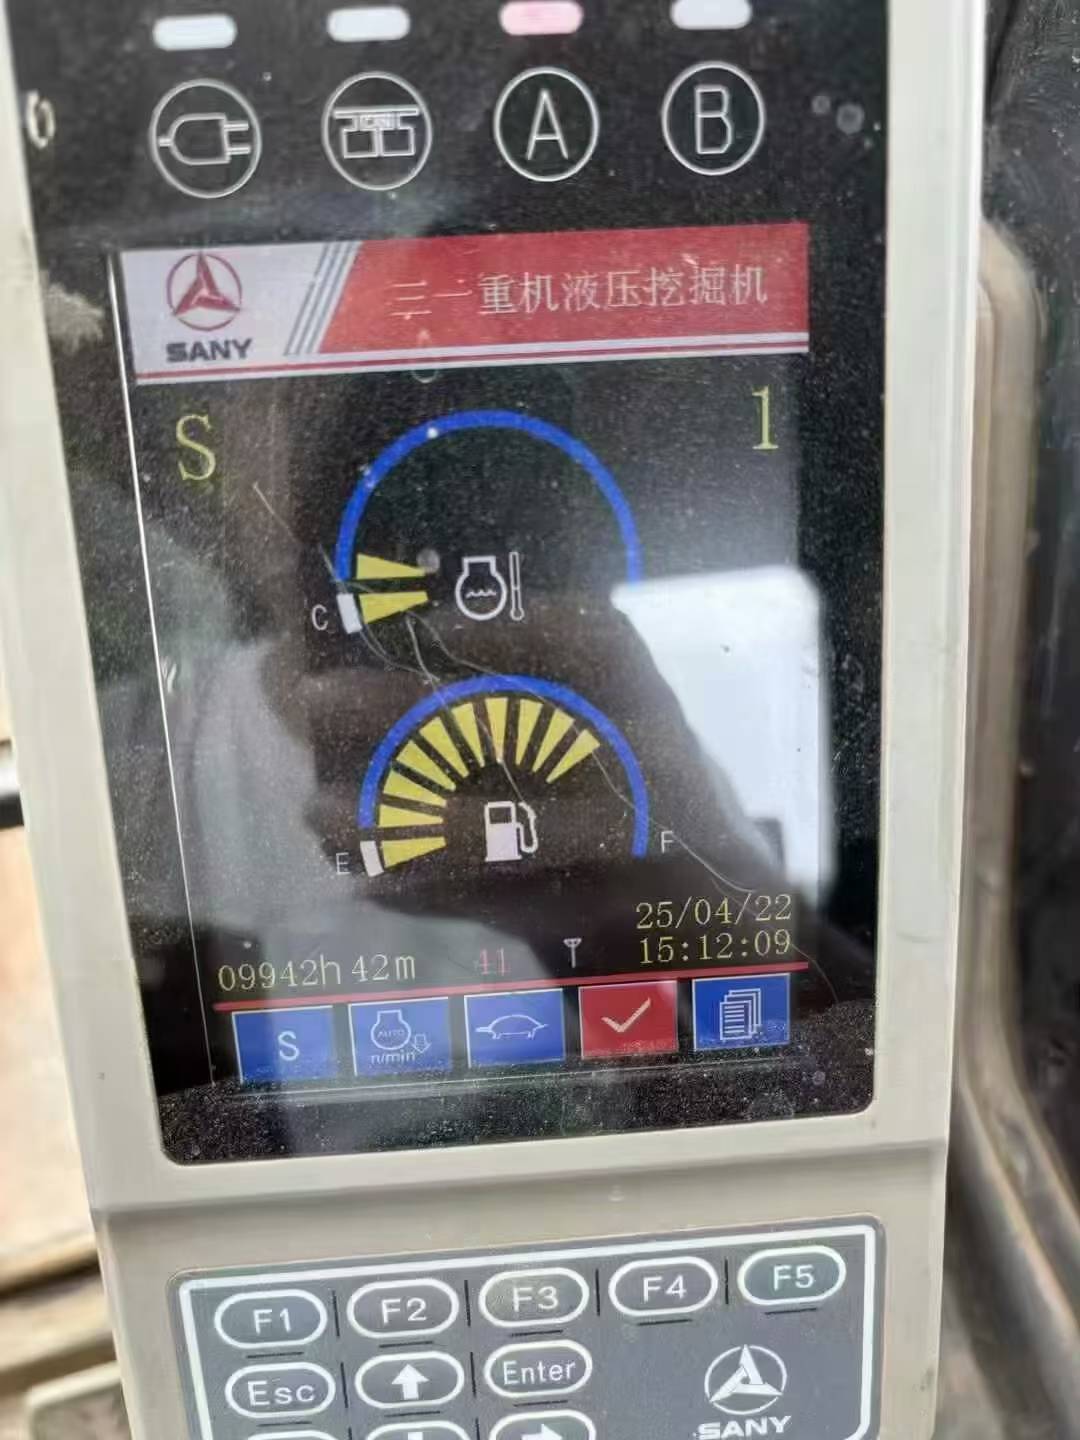 A B
SANY
三一重机液压挖掘机
S 1
C
E F
25/04/22
09942h 42m 41 15:12:09
S AUTO n/min
F1 F2 F3 F4 F5
Esc Enter
SANY